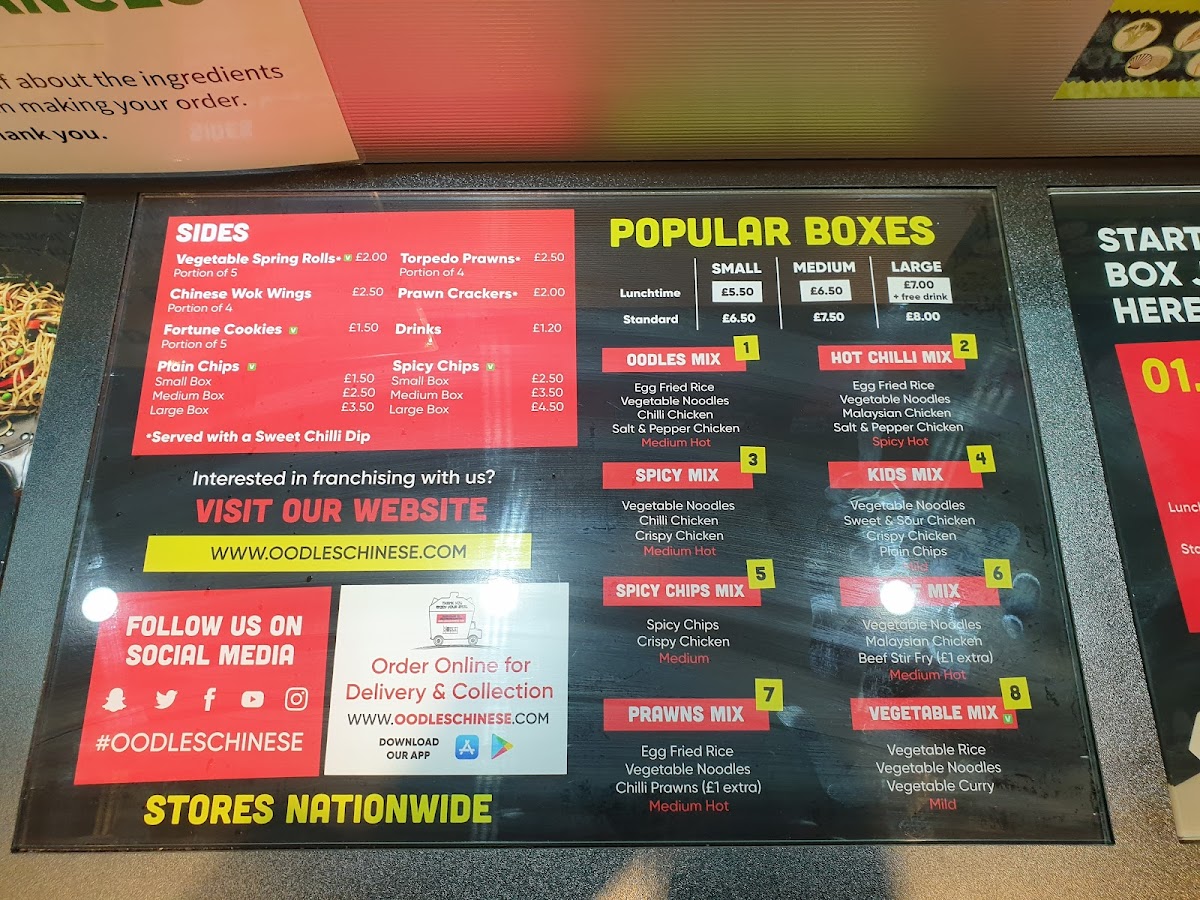 f about the ingredients
n making your order.
hank you.
SIDES
Vegetable Spring Rolls• V £2.00
Portion of 5
Chinese Wok Wings £2.50
Portion of 4
Fortune Cookies V £1.50
Portion of 5
Plain Chips V
Small Box £1.50
Medium Box £2.50
Large Box £3.50
Torpedo Prawns• £2.50
Portion of 4
Prawn Crackers• £2.00
Drinks £1.20
Spicy Chips V
Small Box £2.50
Medium Box £3.50
Large Box £4.50
•Served with a Sweet Chilli Dip
Interested in franchising with us?
VISIT OUR WEBSITE
WWW.OODLESCHINESE.COM
FOLLOW US ON
SOCIAL MEDIA
#OODLESCHINESE
Order Online for
Delivery & Collection
WWW.OODLESCHINESE.COM
DOWNLOAD
OUR APP
STORES NATIONWIDE
POPULAR BOXES
SMALL MEDIUM LARGE
Lunchtime £5.50 £6.50 £7.00
+ free drink
Standard £6.50 £7.50 £8.00
OODLES MIX 1
Egg Fried Rice
Vegetable Noodles
Chilli Chicken
Salt & Pepper Chicken
Medium Hot
HOT CHILLI MIX 2
Egg Fried Rice
Vegetable Noodles
Malaysian Chicken
Salt & Pepper Chicken
Spicy Hot
SPICY MIX 3
Vegetable Noodles
Chilli Chicken
Crispy Chicken
Medium Hot
KIDS MIX 4
Vegetable Noodles
Sweet & Sour Chicken
Crispy Chicken
Plain Chips
SPICY CHIPS MIX 5
Spicy Chips
Crispy Chicken
Medium
MIX 6
Vegetable Noodles
Malaysian Chicken
Beef Stir Fry (£1 extra)
Medium Hot
PRAWNS MIX 7
Egg Fried Rice
Vegetable Noodles
Chilli Prawns (£1 extra)
Medium Hot
VEGETABLE MIX V 8
Vegetable Rice
Vegetable Noodles
Vegetable Curry
Mild
START
BOX
HERE
01.
Lunc
Sta